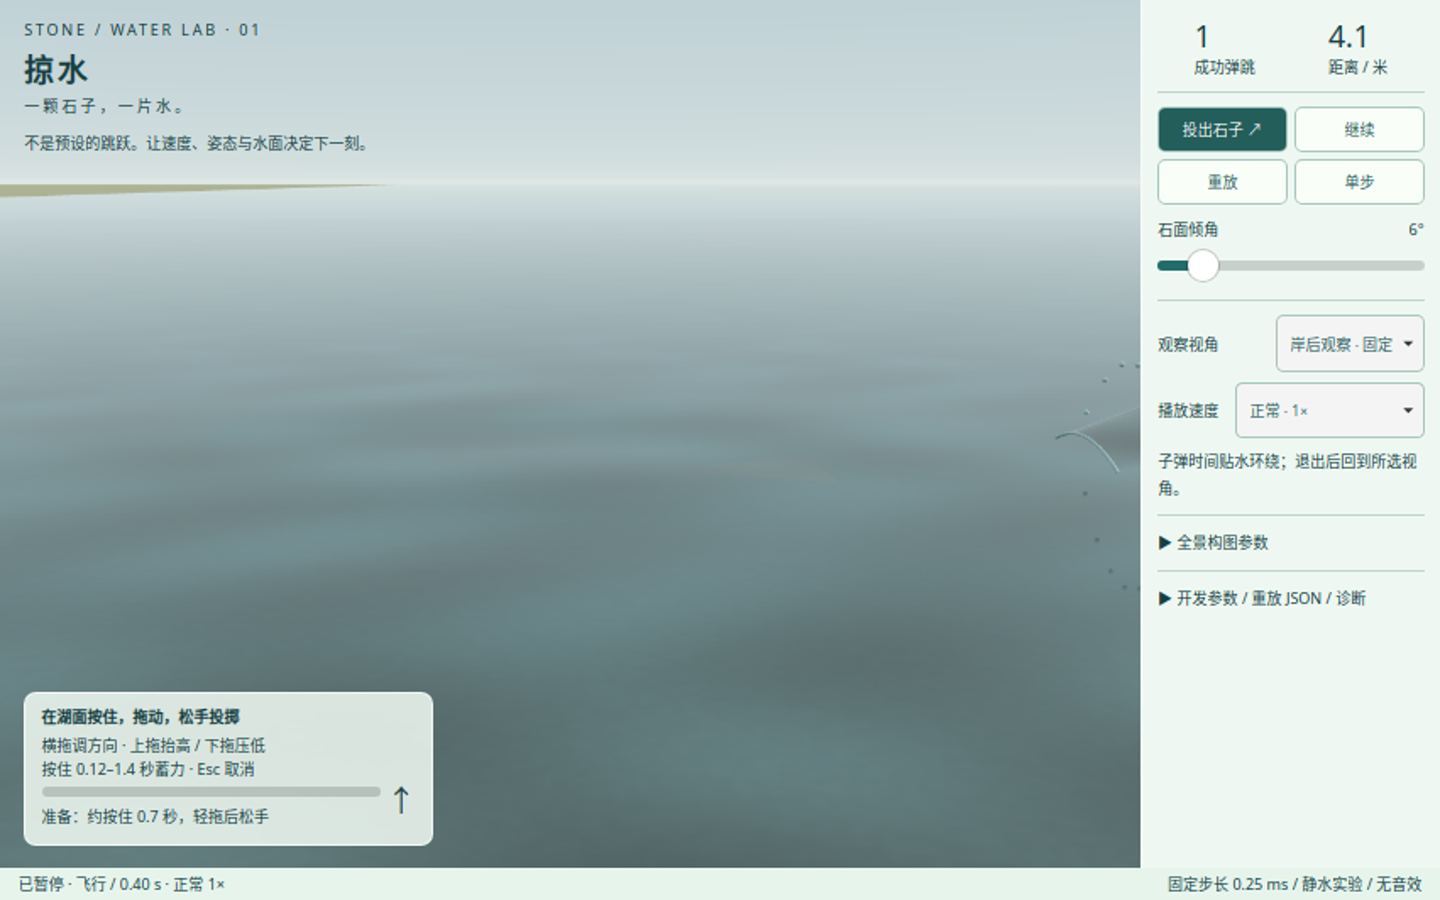 STONE / WATER LAB · 01
掠水
一颗石子，一片水。
不是预设的跳跃。让速度、姿态与水面决定下一刻。
1
成功弹跳
4.1
距离 / 米
投出石子 ↗
继续
重放
单步
石面倾角
6°
观察视角
岸后观察 · 固定
播放速度
正常 · 1×
子弹时间贴水环绕；退出后回到所选视
角。
▶ 全景构图参数
▶ 开发参数 / 重放 JSON / 诊断
在湖面按住，拖动，松手投掷
横拖调方向 · 上拖抬高 / 下拖压低
按住 0.12–1.4 秒蓄力 · Esc 取消
↑
准备：约按住 0.7 秒，轻拖后松手
已暂停 · 飞行 / 0.40 s · 正常 1×
固定步长 0.25 ms / 静水实验 / 无音效